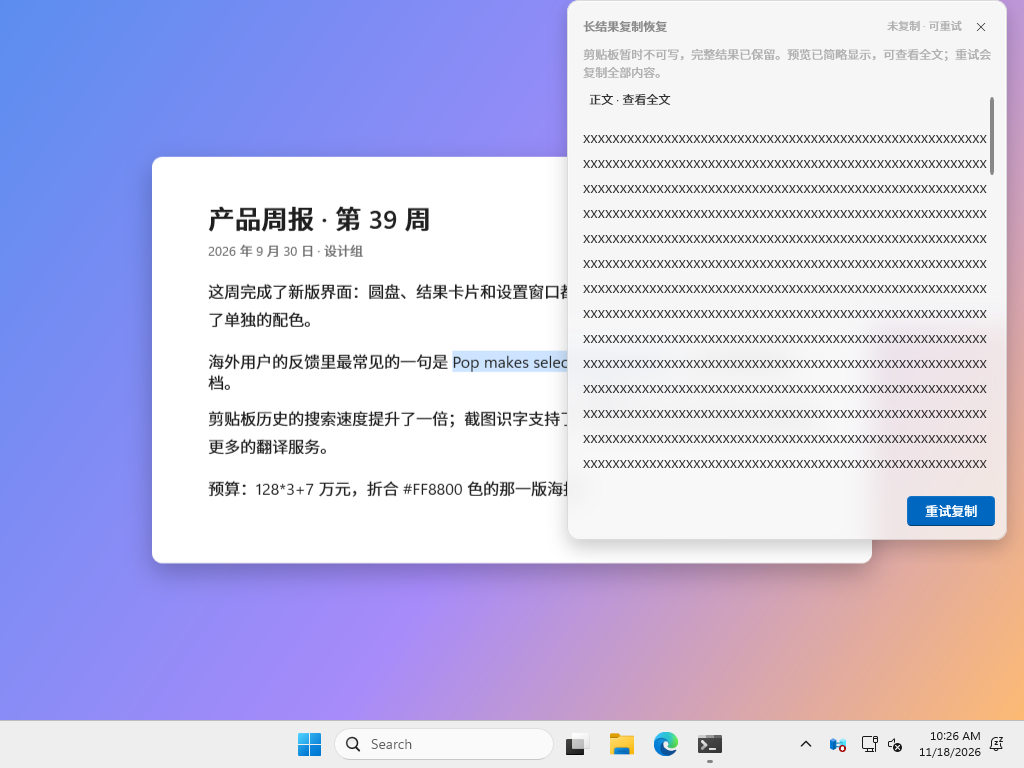 长结果复制恢复
未复制 · 可重试
剪贴板暂时不可写，完整结果已保留。预览已简略显示，可查看全文；重试会
复制全部内容。
正文 · 查看全文
xxxxxxxxxxxxxxxxxxxxxxxxxxxxxxxxxxxxxxxxxxxxxxxxxxxxxxx
xxxxxxxxxxxxxxxxxxxxxxxxxxxxxxxxxxxxxxxxxxxxxxxxxxxxxxx
xxxxxxxxxxxxxxxxxxxxxxxxxxxxxxxxxxxxxxxxxxxxxxxxxxxxxxx
xxxxxxxxxxxxxxxxxxxxxxxxxxxxxxxxxxxxxxxxxxxxxxxxxxxxxxx
xxxxxxxxxxxxxxxxxxxxxxxxxxxxxxxxxxxxxxxxxxxxxxxxxxxxxxx
xxxxxxxxxxxxxxxxxxxxxxxxxxxxxxxxxxxxxxxxxxxxxxxxxxxxxxx
xxxxxxxxxxxxxxxxxxxxxxxxxxxxxxxxxxxxxxxxxxxxxxxxxxxxxxx
xxxxxxxxxxxxxxxxxxxxxxxxxxxxxxxxxxxxxxxxxxxxxxxxxxxxxxx
xxxxxxxxxxxxxxxxxxxxxxxxxxxxxxxxxxxxxxxxxxxxxxxxxxxxxxx
xxxxxxxxxxxxxxxxxxxxxxxxxxxxxxxxxxxxxxxxxxxxxxxxxxxxxxx
xxxxxxxxxxxxxxxxxxxxxxxxxxxxxxxxxxxxxxxxxxxxxxxxxxxxxxx
xxxxxxxxxxxxxxxxxxxxxxxxxxxxxxxxxxxxxxxxxxxxxxxxxxxxxxx
xxxxxxxxxxxxxxxxxxxxxxxxxxxxxxxxxxxxxxxxxxxxxxxxxxxxxxx
xxxxxxxxxxxxxxxxxxxxxxxxxxxxxxxxxxxxxxxxxxxxxxxxxxxxxxx
重试复制
产品周报 · 第 39 周
2026 年 9 月 30 日 · 设计组
这周完成了新版界面：圆盘、结果卡片和设置窗口
了单独的配色。
海外用户的反馈里最常见的一句是 Pop makes selec
档。
剪贴板历史的搜索速度提升了一倍；截图识字支持
更多的翻译服务。
预算：128*3+7 万元，折合 #FF8800 色的那一版海
Search
10:26 AM
11/18/2026